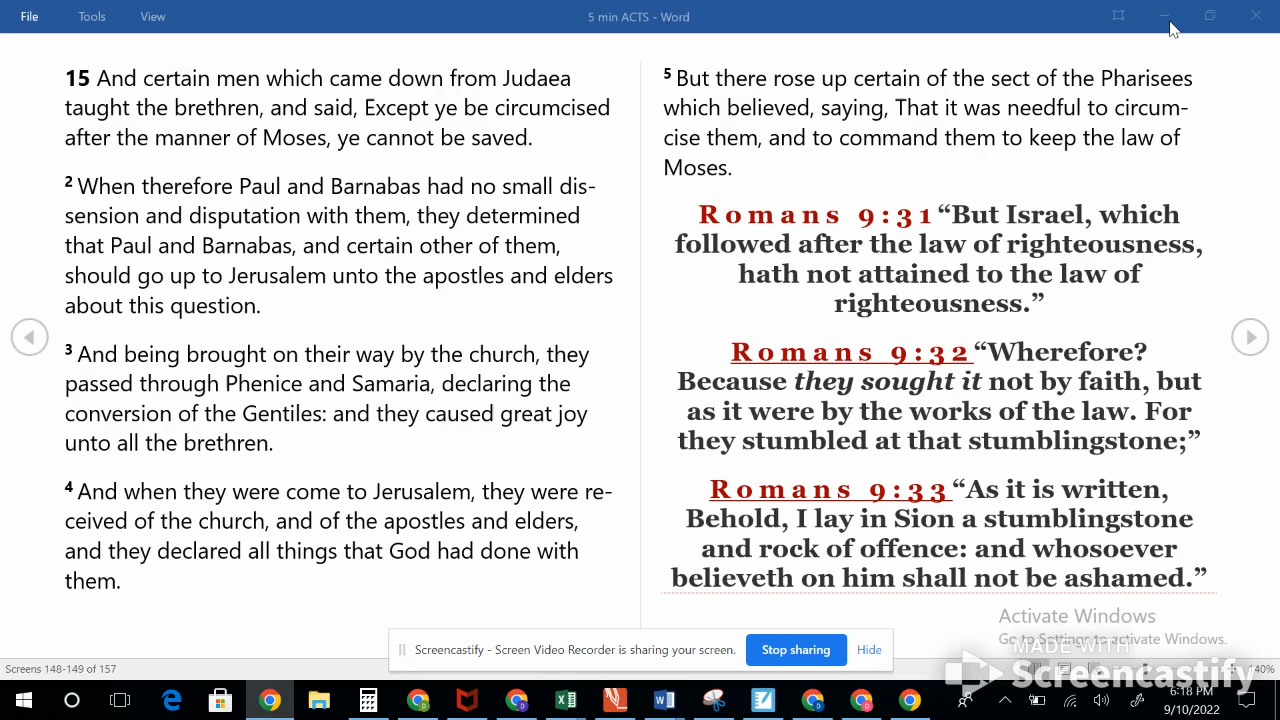 File Tools View 5 min ACTS - Word
15 And certain men which came down from Judaea
taught the brethren, and said, Except ye be circumcised
after the manner of Moses, ye cannot be saved.
2 When therefore Paul and Barnabas had no small dis-
sension and disputation with them, they determined
that Paul and Barnabas, and certain other of them,
should go up to Jerusalem unto the apostles and elders
about this question.
3 And being brought on their way by the church, they
passed through Phenice and Samaria, declaring the
conversion of the Gentiles: and they caused great joy
unto all the brethren.
4 And when they were come to Jerusalem, they were re-
ceived of the church, and of the apostles and elders,
and they declared all things that God had done with
them.
5 But there rose up certain of the sect of the Pharisees
which believed, saying, That it was needful to circum-
cise them, and to command them to keep the law of
Moses.
Romans 9:31 “But Israel, which
followed after the law of righteousness,
hath not attained to the law of
righteousness.”
Romans 9:32 “Wherefore?
Because they sought it not by faith, but
as it were by the works of the law. For
they stumbled at that stumblingstone;”
Romans 9:33 “As it is written,
Behold, I lay in Sion a stumblingstone
and rock of offence: and whosoever
believeth on him shall not be ashamed.”
Activate Windows
Go to Settings to activate Windows.
MADE WITH
Screencastify
Screencastify - Screen Video Recorder is sharing your screen. Stop sharing Hide
Screens 148-149 of 157
140%
6:18 PM
9/10/2022